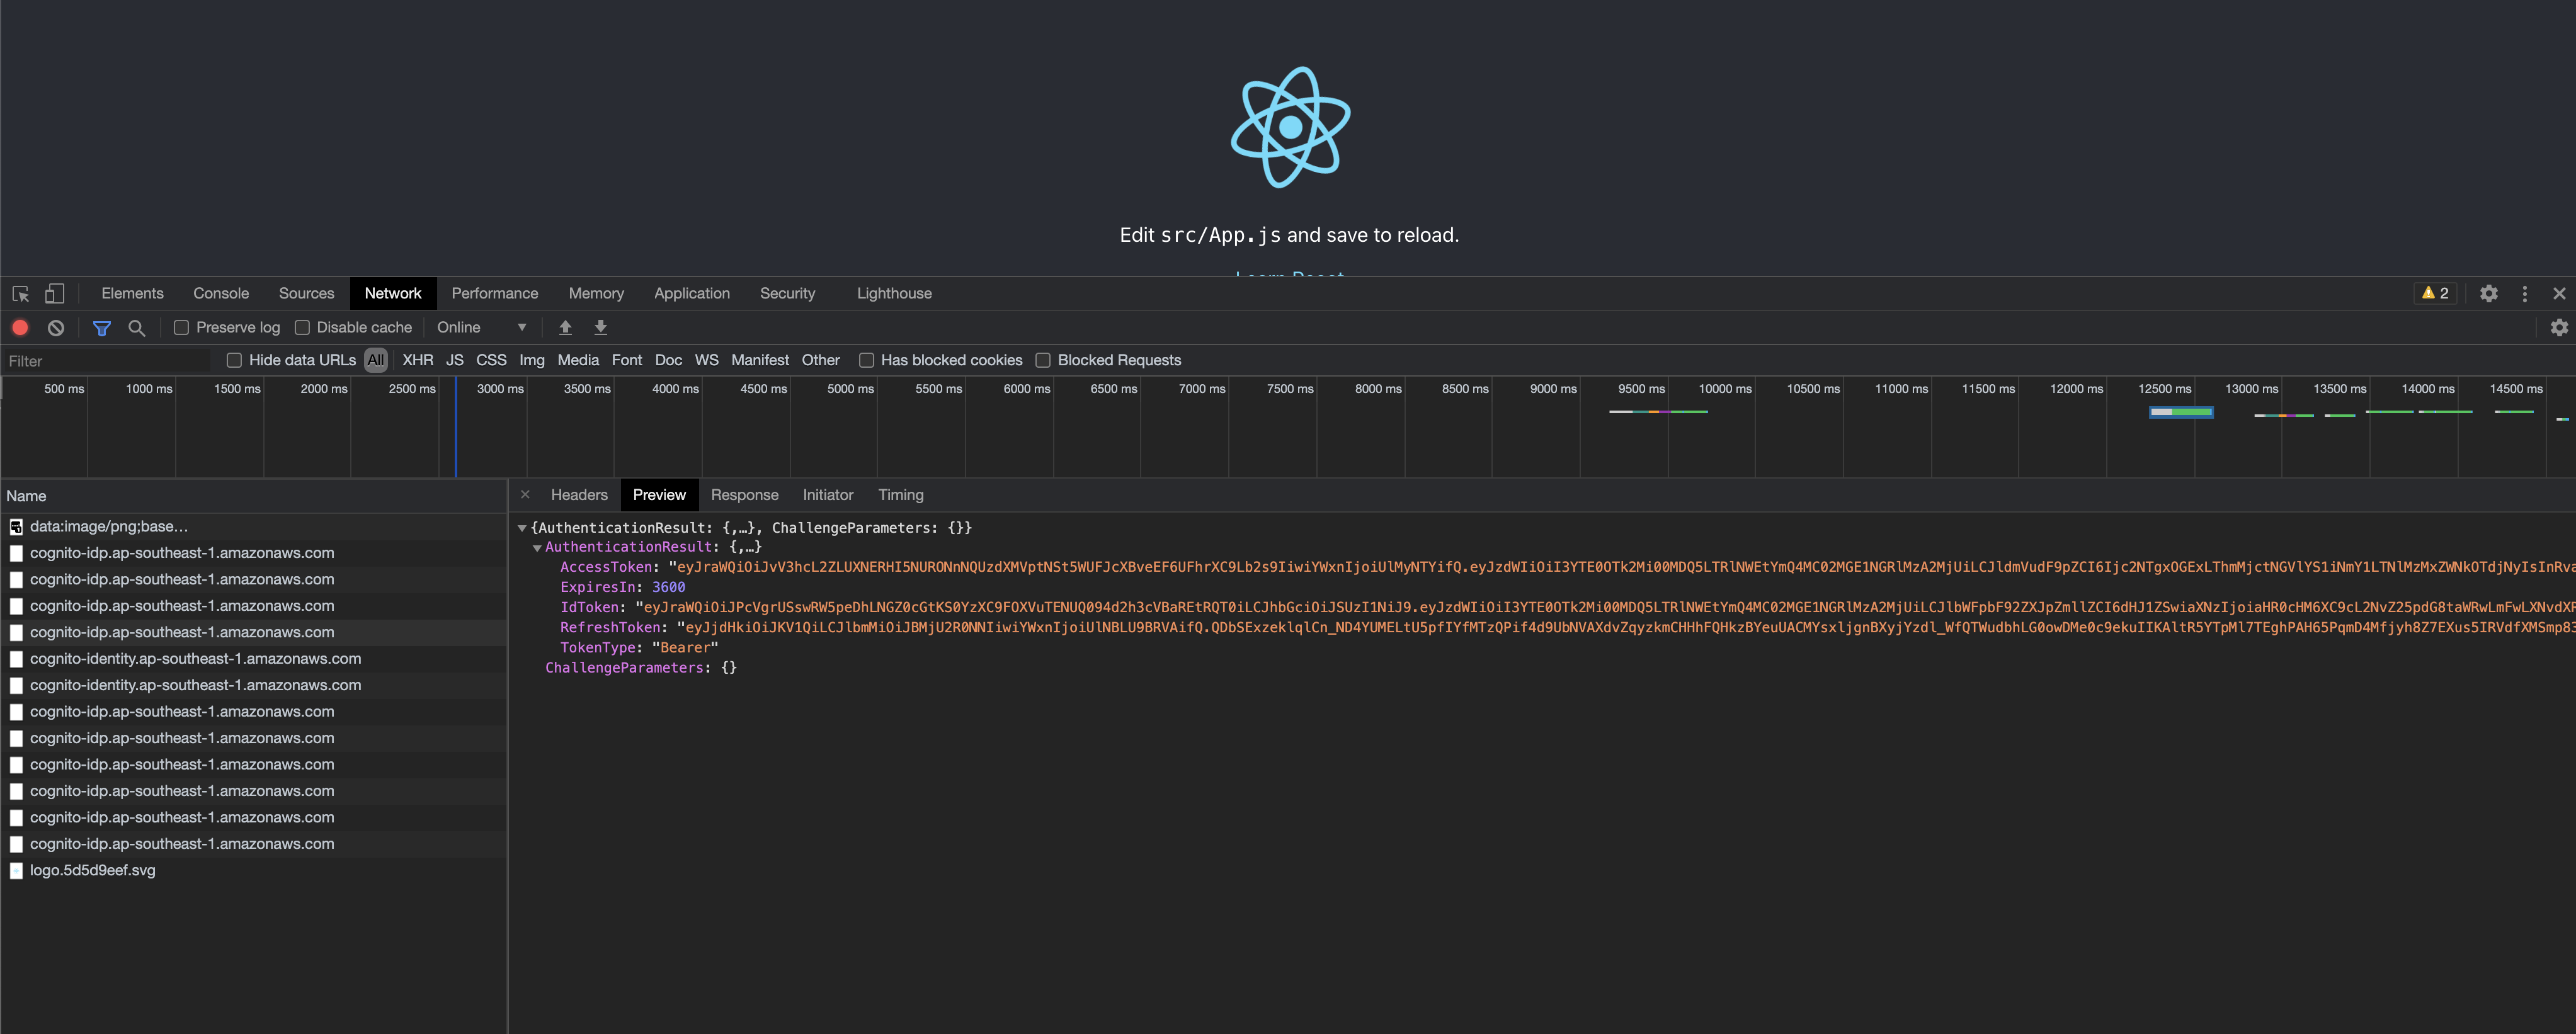 Edit src/App.js and save to reload.
Learn React
Elements Console Sources Network Performance Memory Application Security Lighthouse 2
Preserve log Disable cache Online
Filter Hide data URLs All XHR JS CSS Img Media Font Doc WS Manifest Other Has blocked cookies Blocked Requests
500 ms 1000 ms 1500 ms 2000 ms 2500 ms 3000 ms 3500 ms 4000 ms 4500 ms 5000 ms 5500 ms 6000 ms 6500 ms 7000 ms 7500 ms 8000 ms 8500 ms 9000 ms 9500 ms 10000 ms 10500 ms 11000 ms 11500 ms 12000 ms 12500 ms 13000 ms 13500 ms 14000 ms 14500 ms
Name
data:image/png;base…
cognito-idp.ap-southeast-1.amazonaws.com
cognito-idp.ap-southeast-1.amazonaws.com
cognito-idp.ap-southeast-1.amazonaws.com
cognito-idp.ap-southeast-1.amazonaws.com
cognito-identity.ap-southeast-1.amazonaws.com
cognito-identity.ap-southeast-1.amazonaws.com
cognito-idp.ap-southeast-1.amazonaws.com
cognito-idp.ap-southeast-1.amazonaws.com
cognito-idp.ap-southeast-1.amazonaws.com
cognito-idp.ap-southeast-1.amazonaws.com
cognito-idp.ap-southeast-1.amazonaws.com
cognito-idp.ap-southeast-1.amazonaws.com
logo.5d5d9eef.svg
Headers Preview Response Initiator Timing
{AuthenticationResult: {,…}, ChallengeParameters: {}}
AuthenticationResult: {,…}
AccessToken:
ExpiresIn: 3600
IdToken:
RefreshToken:
TokenType: "Bearer"
ChallengeParameters: {}